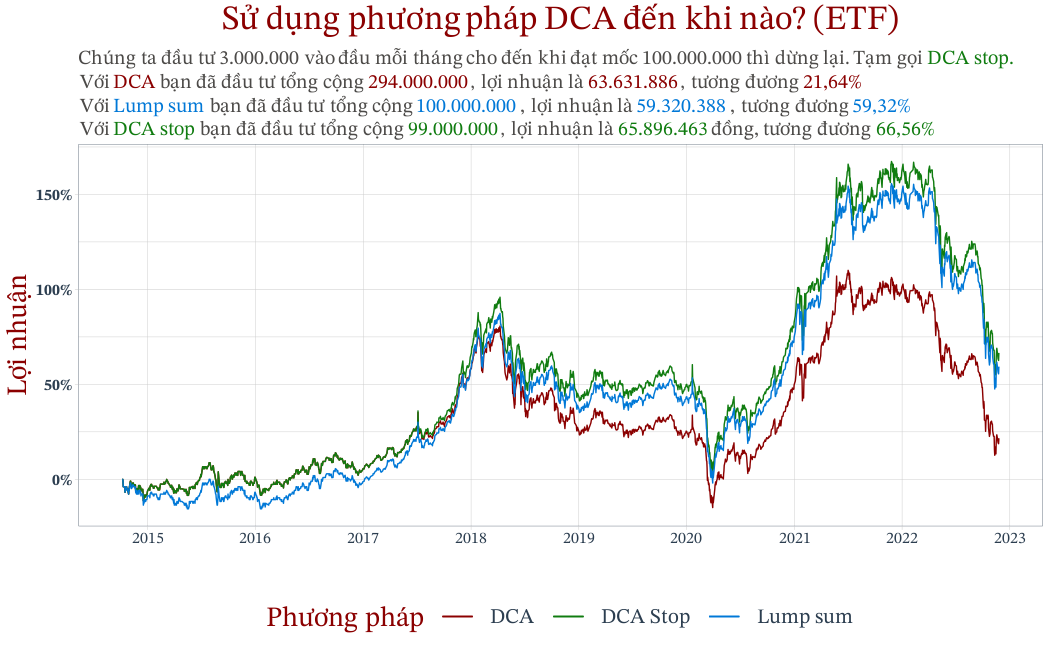 Sử dụng phương pháp DCA đến khi nào? (ETF)
Chúng ta đầu tư 3.000.000 vào đầu mỗi tháng cho đến khi đạt mốc 100.000.000 thì dừng lại. Tạm gọi DCA stop.
Với DCA bạn đã đầu tư tổng cộng 294.000.000, lợi nhuận là 63.631.886, tương đương 21,64%
Với Lump sum bạn đã đầu tư tổng cộng 100.000.000, lợi nhuận là 59.320.388, tương đương 59,32%
Với DCA stop bạn đã đầu tư tổng cộng 99.000.000, lợi nhuận là 65.896.463 đồng, tương đương 66,56%
Lợi nhuận
150%
100%
50%
0%
2015 2016 2017 2018 2019 2020 2021 2022 2023
Phương pháp DCA DCA Stop Lump sum